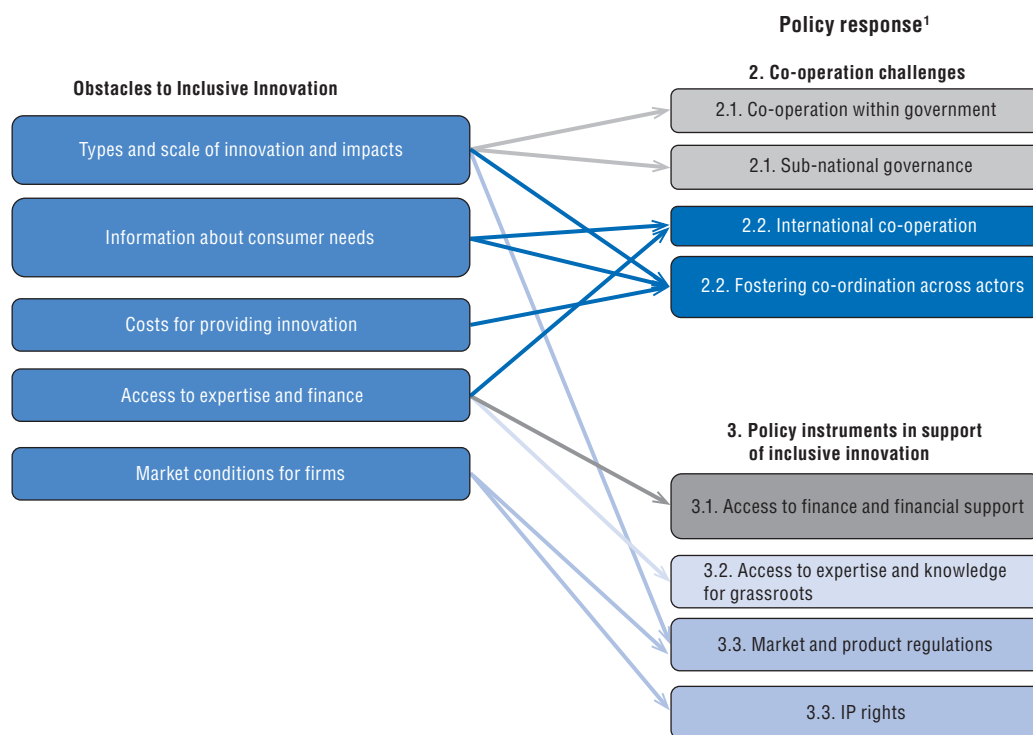 Policy response¹
Obstacles to Inclusive Innovation
Types and scale of innovation and impacts
Information about consumer needs
Costs for providing innovation
Access to expertise and finance
Market conditions for firms
2. Co-operation challenges
2.1. Co-operation within government
2.1. Sub-national governance
2.2. International co-operation
2.2. Fostering co-ordination across actors
3. Policy instruments in support
of inclusive innovation
3.1. Access to finance and financial support
3.2. Access to expertise and knowledge
for grassroots
3.3. Market and product regulations
3.3. IP rights